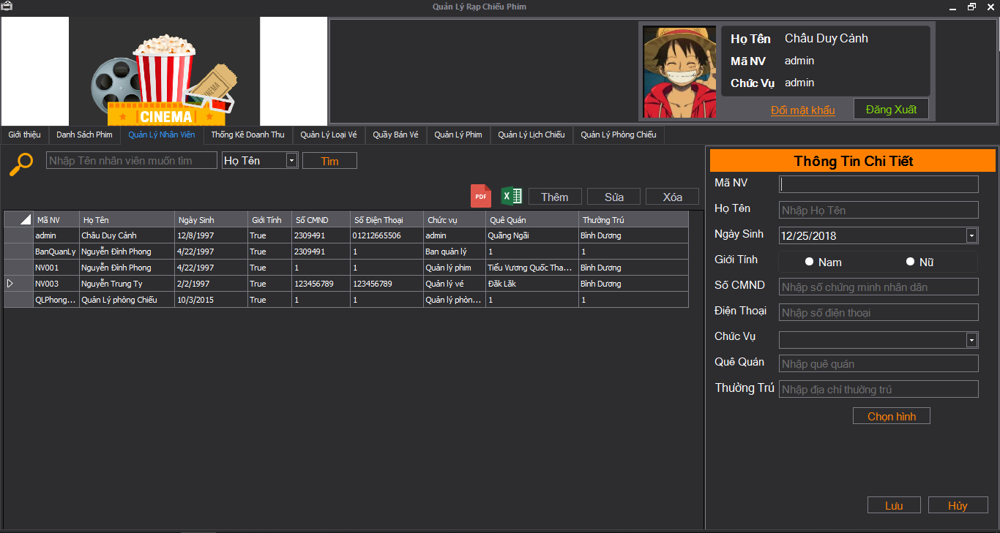 Quản Lý Rạp Chiếu Phim
CINEMA
CINEMA
Họ Tên Châu Duy Cảnh
Mã NV admin
Chức Vụ admin
Đổi mật khẩu Đăng Xuất
Giới thiệu Danh Sách Phim Quản Lý Nhân Viên Thống Kê Doanh Thu Quản Lý Loại Vé Quầy Bán Vé Quản Lý Phim Quản Lý Lịch Chiếu Quản Lý Phòng Chiếu
Nhập Tên nhân viên muốn tìm Họ Tên Tìm
PDF X Thêm Sửa Xóa
Mã NV Họ Tên Ngày Sinh Giới Tính Số CMND Số Điện Thoại Chức vụ Quê Quán Thường Trú
admin Châu Duy Cảnh 12/8/1997 True 2309491 01212665506 admin Quãng Ngãi Bình Dương
BanQuanLy Nguyễn Đình Phong 4/22/1997 True 2309491 1 Ban quản lý 1 1
NV001 Nguyễn Đình Phong 4/22/1997 True 1 1 Quản lý phim Tiểu Vương Quốc Tha... Bình Dương
NV003 Nguyễn Trung Ty 2/2/1997 True 123456789 123456789 Quản lý vé Đăk Lăk Bình Dương
QLPhong... Quản Lý phòng Chiếu 10/3/2015 True 1 1 Quản lý phòn... 1 1
Thông Tin Chi Tiết
Mã NV
Họ Tên Nhập Họ Tên
Ngày Sinh 12/25/2018
Giới Tính Nam Nữ
Số CMND Nhập số chứng minh nhân dân
Điện Thoại Nhập số điện thoại
Chức Vụ
Quê Quán Nhập quê quán
Thường Trú Nhập địa chỉ thường trú
Chọn hình
Lưu Hủy